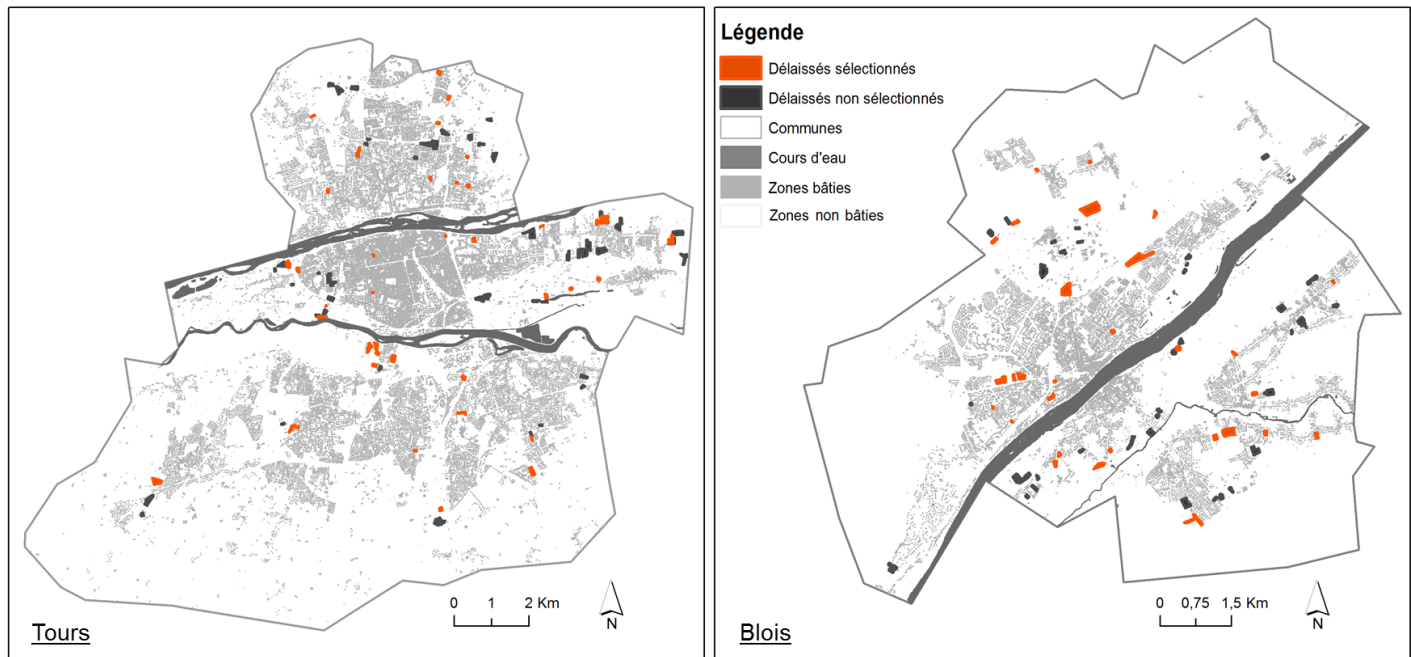 Légende
Délaissés sélectionnés
Délaissés non sélectionnés
Communes
Cours d'eau
Zones bâties
Zones non bâties
0 1 2 Km
N
Tours
0 0,75 1,5 Km
N
Blois